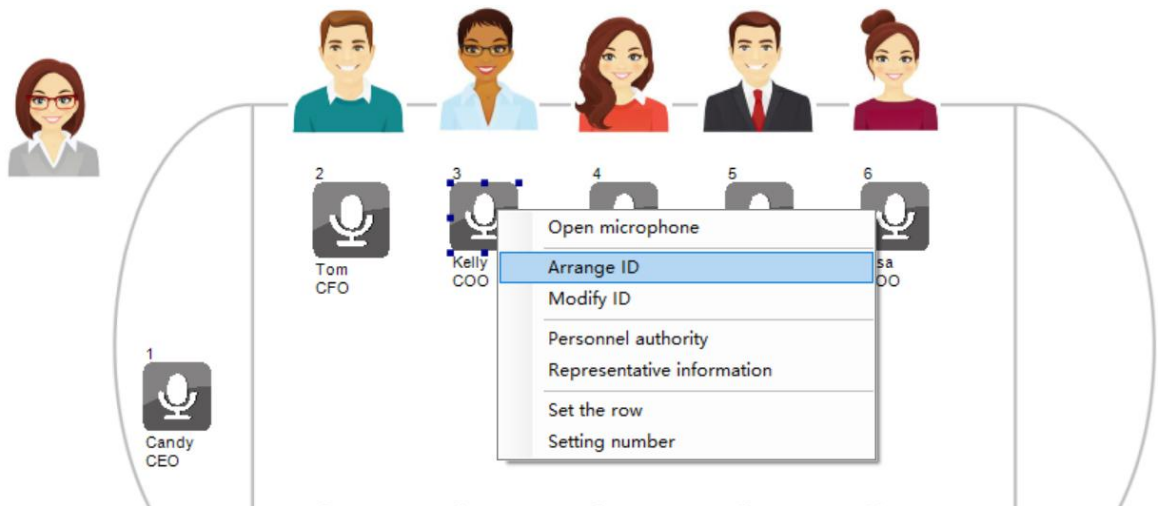 2
3
4
5
6
Tom
CFO
Kelly
COO
Open microphone
Arrange ID
Modify ID
Personnel authority
Representative information
Set the row
Setting number
1
Candy
CEO